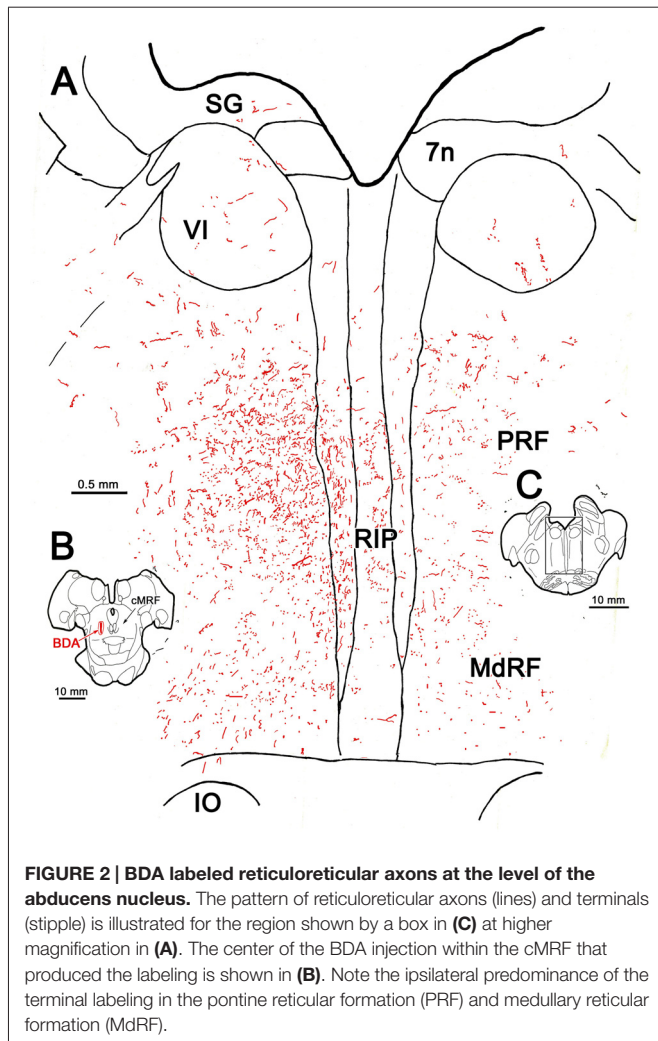 A
SG
7n
VI
PRF
0.5 mm
C
B
RIP
cMRF
BDA
10 mm
10 mm
MdRF
IO
FIGURE 2 | BDA labeled reticuloreticular axons at the level of the
abducens nucleus. The pattern of reticuloreticular axons (lines) and terminals
(stipple) is illustrated for the region shown by a box in (C) at higher
magnification in (A). The center of the BDA injection within the cMRF that
produced the labeling is shown in (B). Note the ipsilateral predominance of the
terminal labeling in the pontine reticular formation (PRF) and medullary reticular
formation (MdRF).